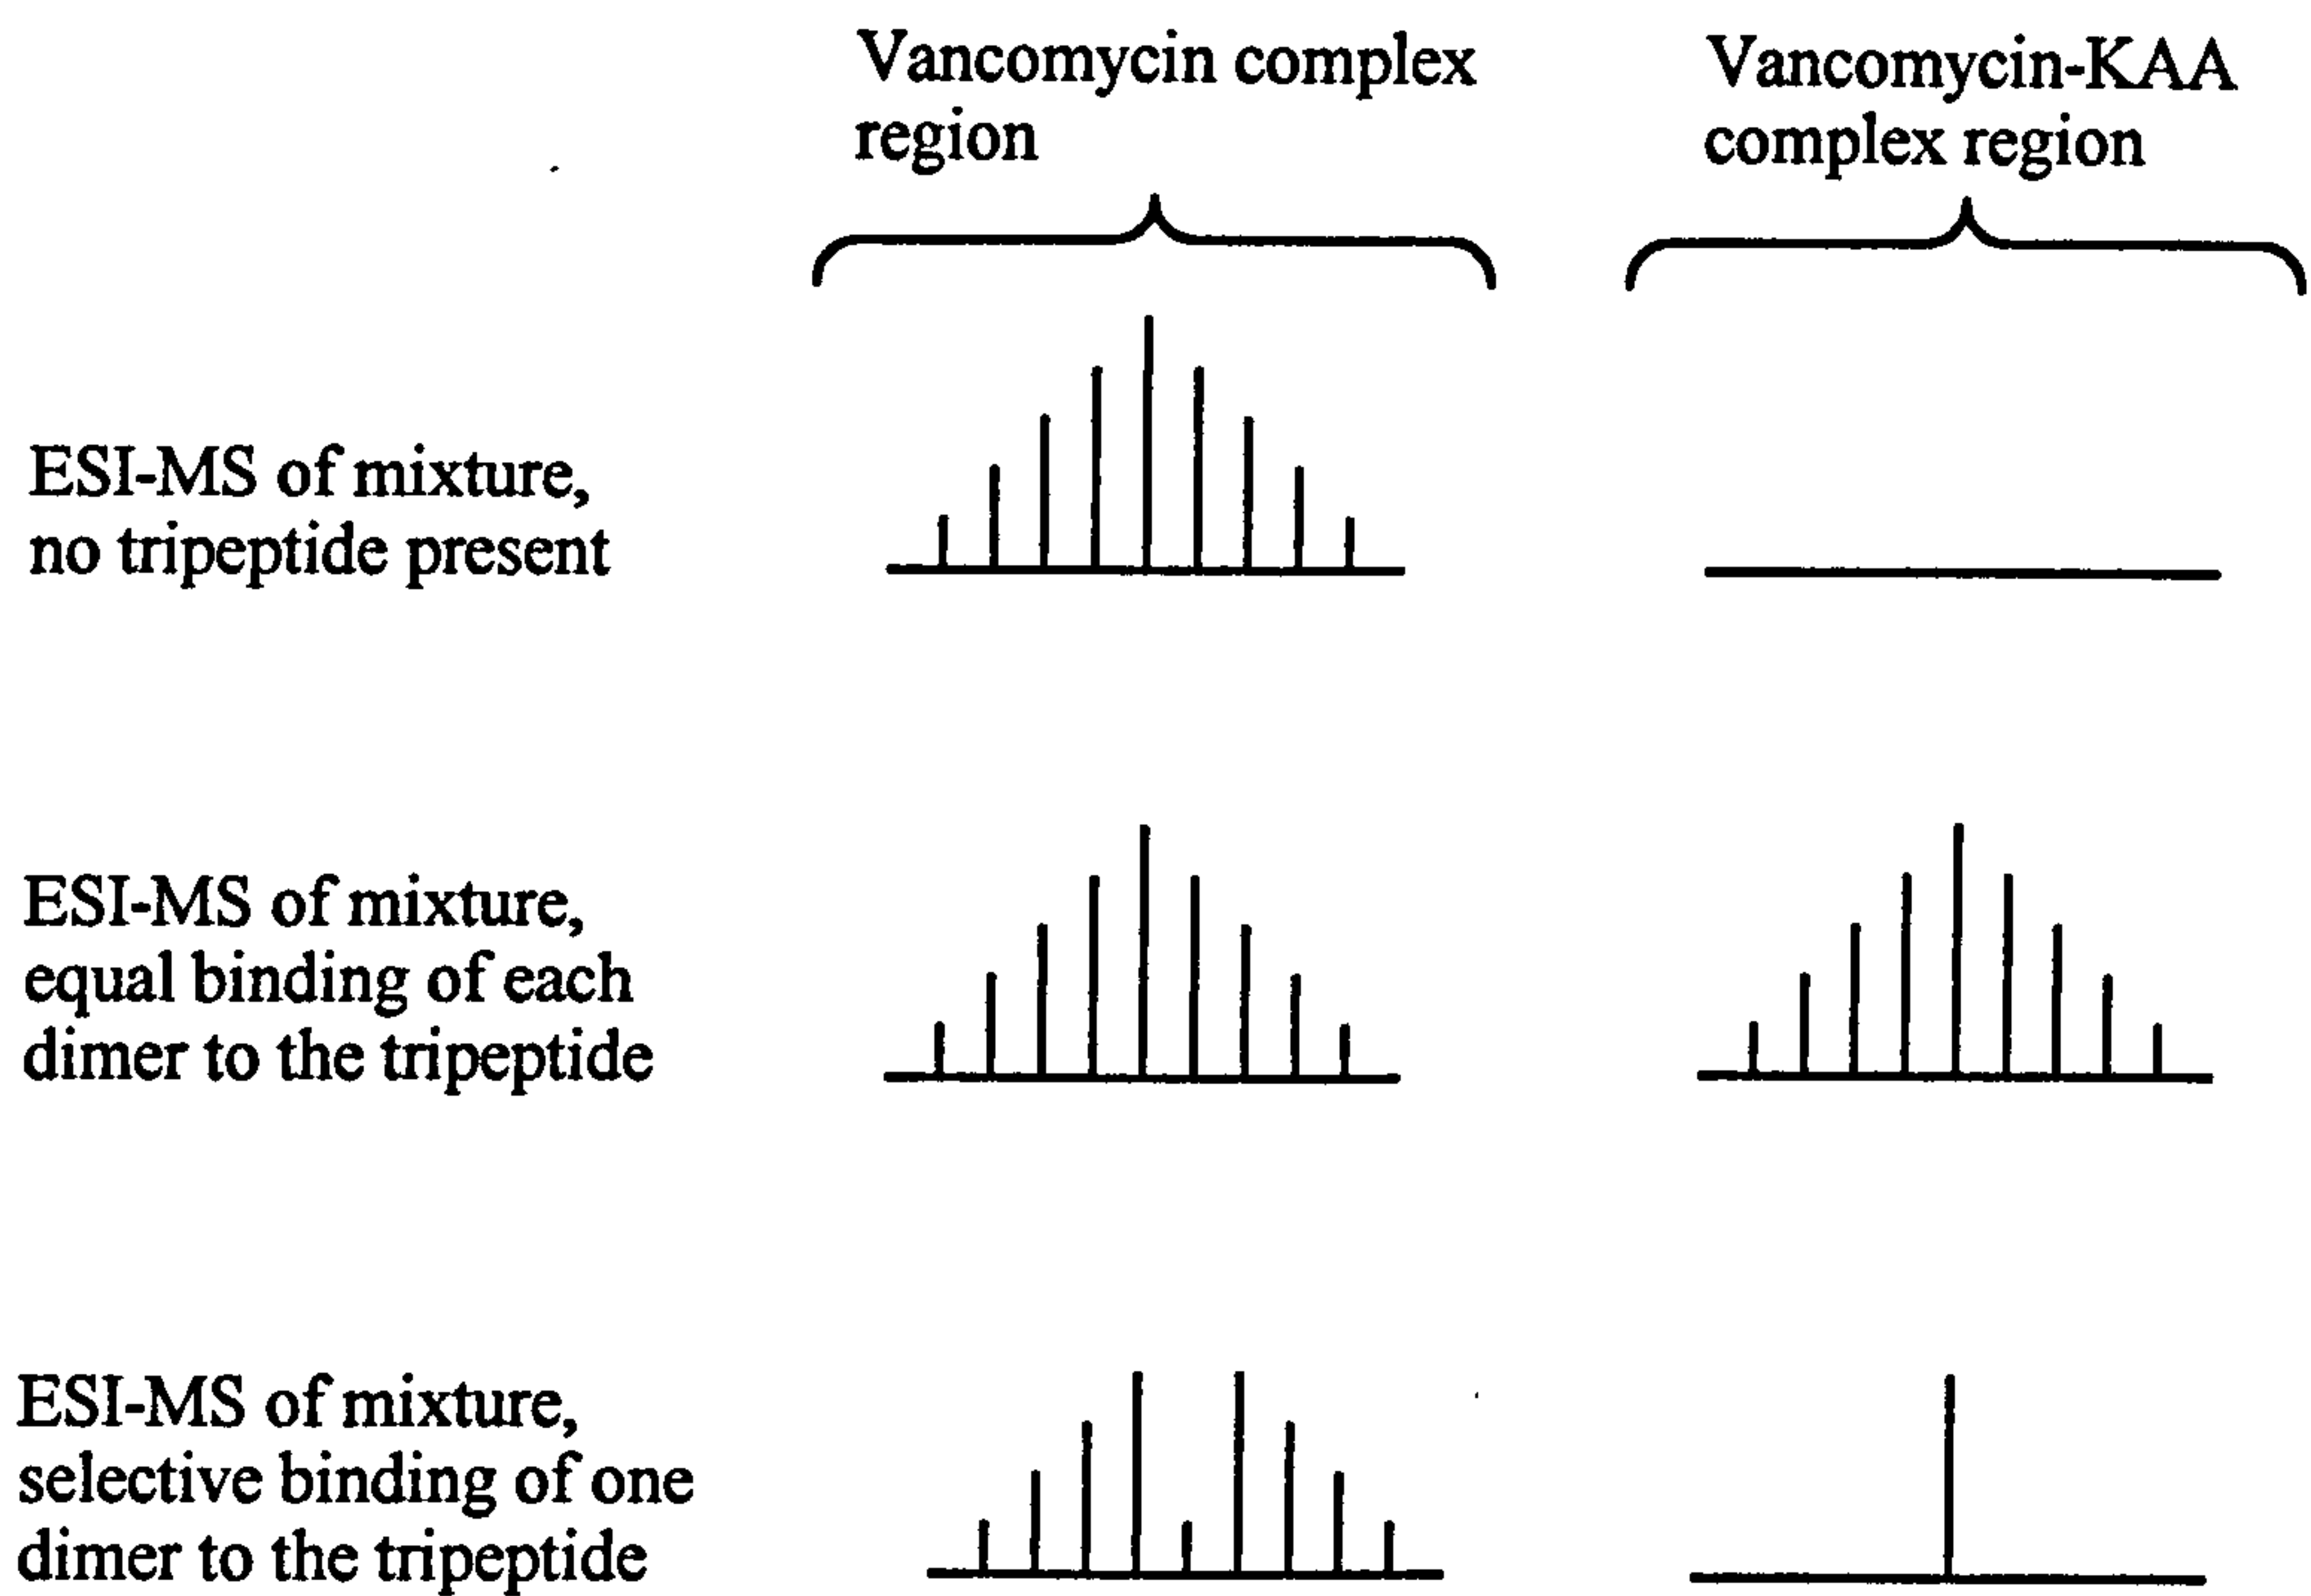 Vancomycin complex
region
Vancomycin-KAA
complex region
ESI-MS of mixture,
no tripeptide present
ESI-MS of mixture,
equal binding of each
dimer to the tripeptide
ESI-MS of mixture,
selective binding of one
dimer to the tripeptide